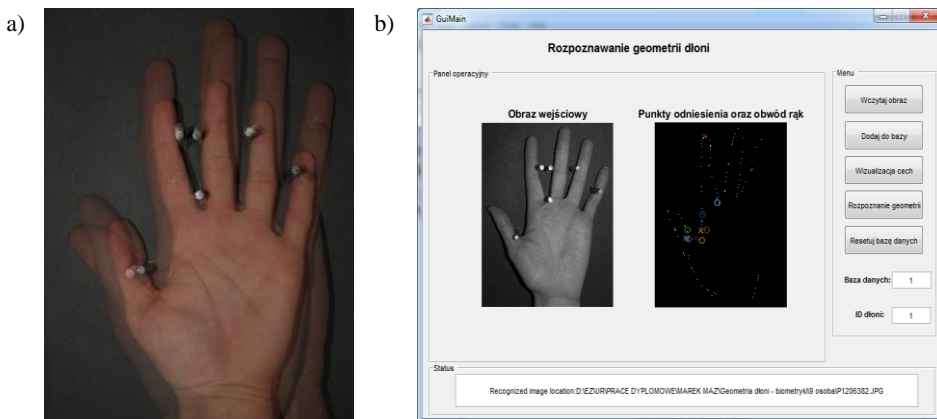 a)
b)
GuiMain
Rozpoznawanie geometrii dłoni
Panel operacyjny
Obraz wejściowy
Punkty odniesienia oraz obwód rąk
Menu
Wczytaj obraz
Dodaj do bazy
Wizualizacja cech
Rozpoznanie geometrii
Resetuj bazę danych
Baza danych: 1
ID dłoni: 1
Status
Recognized image location:D:\EZ\UR\PRACE DYPLOMOWE\MAREK MAZ\Geometria dłoni - biometryki\9 osoba\P1206382.JPG